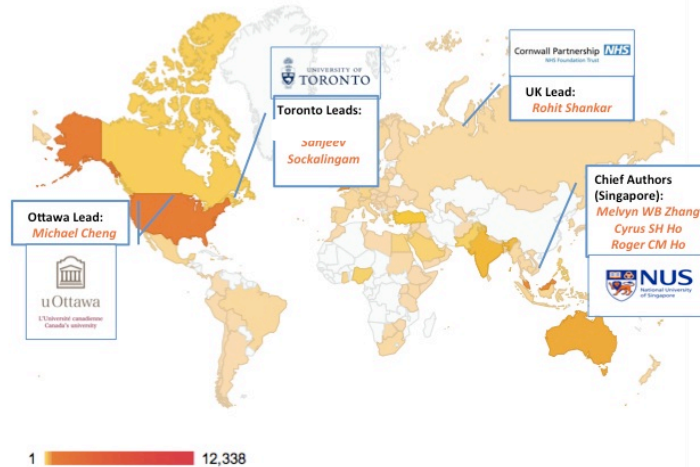 UNIVERSITY OF
TORONTO
Toronto Leads:
Sanjeev
Sockalingam
Cornwall Partnership NHS
NHS Foundation Trust
UK Lead:
Rohit Shankar
Chief Authors
(Singapore):
Melvyn WB Zhang
Cyrus SH Ho
Roger CM Ho
NUS
National University
of Singapore
Ottawa Lead:
Michael Cheng
uOttawa
L'Université canadienne
Canada's university
1
12,338